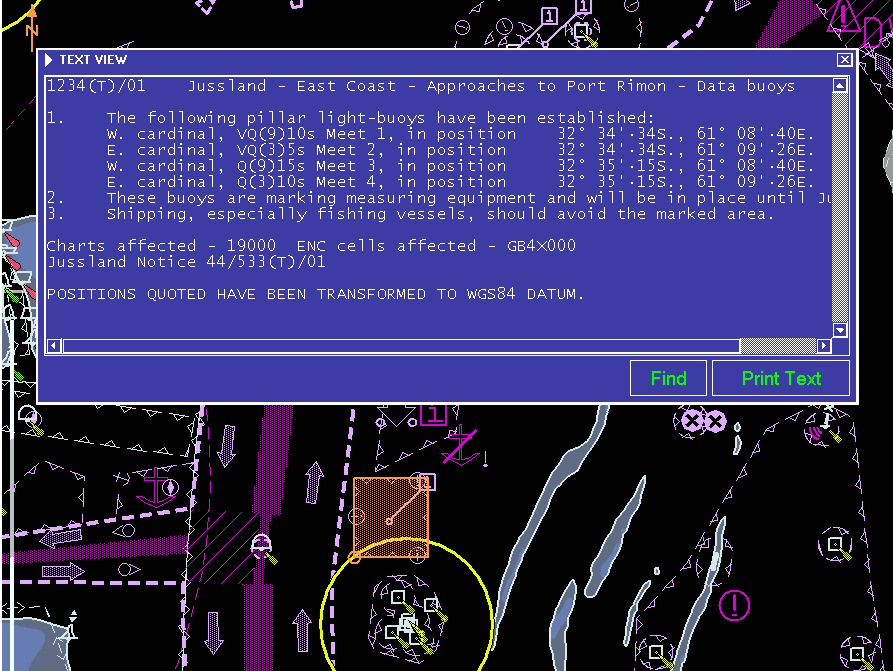 1
1
N
TEXT VIEW
1234(T)/01 Jussland - East Coast - Approaches to Port Rimon - Data buoys
1. The following pillar light-buoys have been established:
W. cardinal, VQ(9)10s Meet 1, in position 32° 34'·34S., 61° 08'·40E.
E. cardinal, VQ(3)5s Meet 2, in position 32° 34'·34S., 61° 09'·26E.
W. cardinal, Q(9)15s Meet 3, in position 32° 35'·15S., 61° 08'·40E.
E. cardinal, Q(3)10s Meet 4, in position 32° 35'·15S., 61° 09'·26E.
2. These buoys are marking measuring equipment and will be in place until
3. Shipping, especially fishing vessels, should avoid the marked area.
Charts affected - 19000 ENC cells affected - GB4X000
Jussland Notice 44/533(T)/01
POSITIONS QUOTED HAVE BEEN TRANSFORMED TO WGS84 DATUM.
Find Print Text
i
!
!